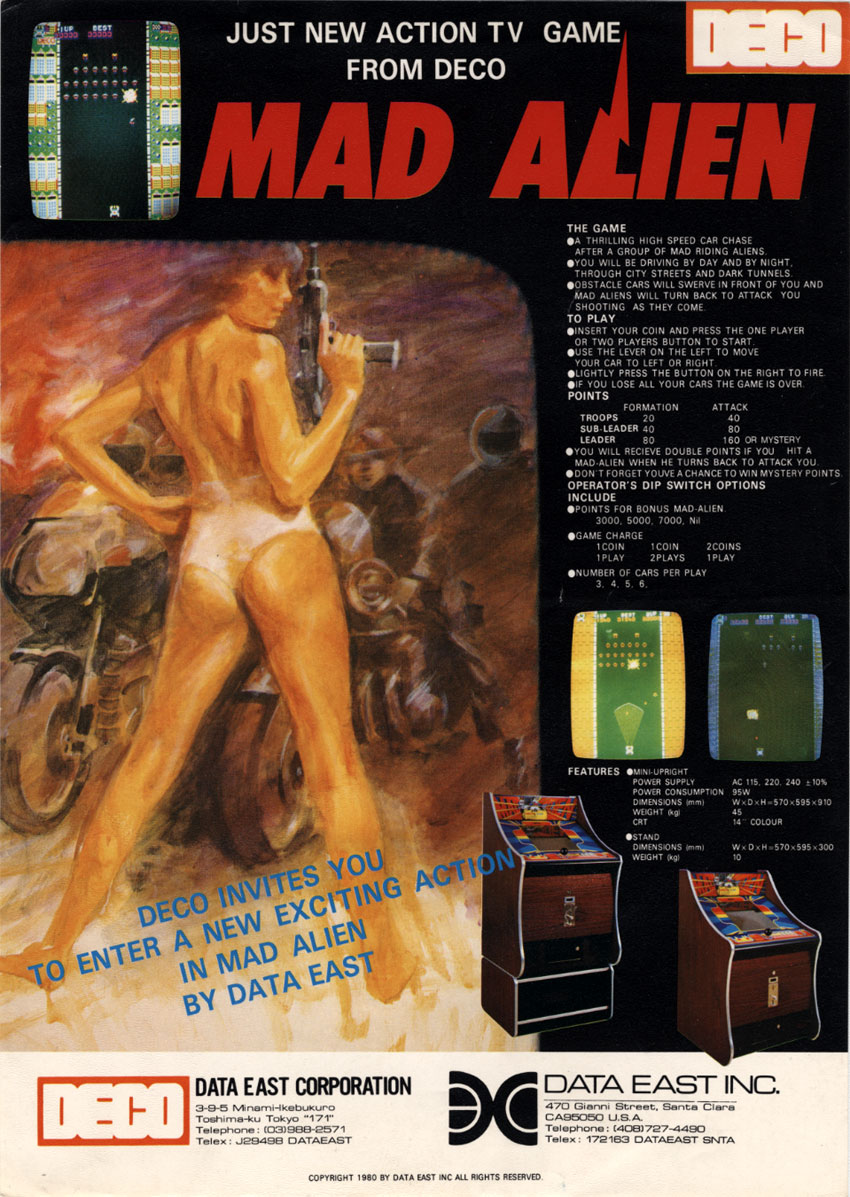 JUST NEW ACTION TV GAME
FROM DECO
DECO
MAD ALIEN
1UP BEST
THE GAME
●A THRILLING HIGH SPEED CAR CHASE
AFTER A GROUP OF MAD RIDING ALIENS.
●YOU WILL BE DRIVING BY DAY AND BY NIGHT,
THROUGH CITY STREETS AND DARK TUNNELS.
●OBSTACLE CARS WILL SWERVE IN FRONT OF YOU AND
MAD ALIENS WILL TURN BACK TO ATTACK YOU
SHOOTING AS THEY COME.
TO PLAY
●INSERT YOUR COIN AND PRESS THE ONE PLAYER
OR TWO PLAYERS BUTTON TO START.
●USE THE LEVER ON THE LEFT TO MOVE
YOUR CAR TO LEFT OR RIGHT
●LIGHTLY PRESS THE BUTTON ON THE RIGHT TO FIRE.
●IF YOU LOSE ALL YOUR CARS THE GAME IS OVER.
POINTS
FORMATION ATTACK
TROOPS 20 40
SUB-LEADER 40 80
LEADER 80 160 OR MYSTERY
●YOU WILL RECIEVE DOUBLE POINTS IF YOU HIT A
MAD-ALIEN WHEN HE TURNS BACK TO ATTACK YOU.
●DON'T FORGET YOUVE A CHANCE TO WIN MYSTERY POINTS.
OPERATOR'S DIP SWITCH OPTIONS
INCLUDE
●POINTS FOR BONUS MAD-ALIEN.
3000, 5000, 7000, Nil
●GAME CHARGE
1COIN 1COIN 2COINS
1PLAY 2PLAYS 1PLAY
●NUMBER OF CARS PER PLAY
3, 4, 5, 6.
FEATURES ●MINI-UPRIGHT
POWER SUPPLY AC 115, 220, 240 ±10%
POWER CONSUMPTION 95W
DIMENSIONS (mm) W×D×H=570×595×910
WEIGHT (kg) 45
CRT 14" COLOUR
●STAND
DIMENSIONS (mm) W×D×H=570×595×300
WEIGHT (kg) 10
DECO INVITES YOU
TO ENTER A NEW EXCITING ACTION
IN MAD ALIEN
BY DATA EAST
DECO
DATA EAST CORPORATION
3-9-5 Minami-Ikebukuro
Toshima-ku Tokyo "171"
Telephone: (03)988-2571
Telex: J29498 DATAEAST
DATA EAST INC.
470 Gianni Street, Santa Clara
CA95050 U.S.A.
Telephone: (408)727-4490
Telex: 172163 DATAEAST SNTA
COPYRIGHT 1980 BY DATA EAST INC ALL RIGHTS RESERVED.